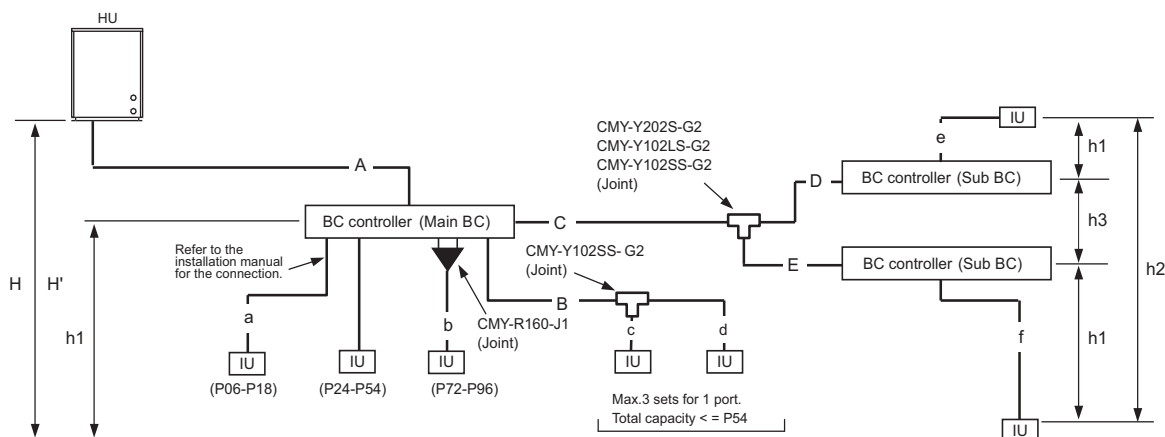 HU
CMY-Y202S-G2
CMY-Y102LS-G2
CMY-Y102SS-G2
(Joint)
IU
e
h1
A
D
BC controller (Sub BC)
BC controller (Main BC)
C
h3
h2
Refer to the
installation manual
for the connection.
CMY-Y102SS- G2
(Joint)
E
BC controller (Sub BC)
H
H'
h1
B
a
b
CMY-R160-J1
(Joint)
c
d
f
h1
IU
IU
IU
IU
IU
(P06-P18)
(P24-P54)
(P72-P96)
Max.3 sets for 1 port.
Total capacity < = P54
IU